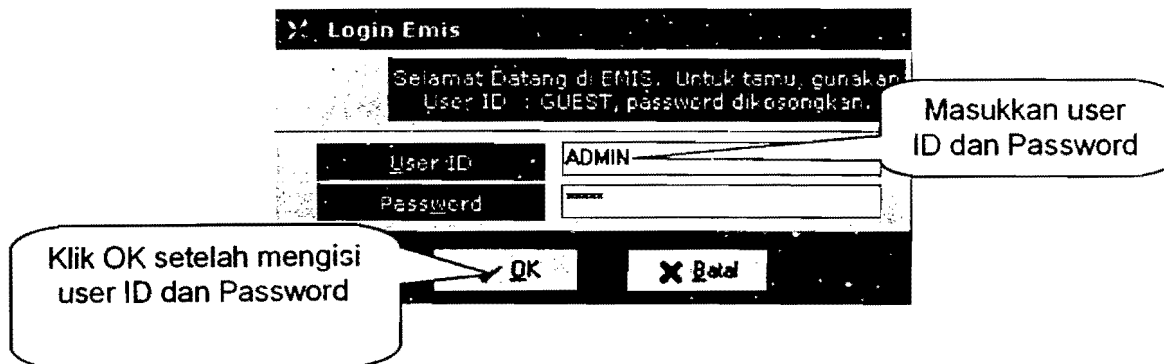 Login Emis
Selamat Datang di EMIS. Untuk tamu, gunakan
User ID : GUEST, password dikosongkan.
Masukkan user
ID dan Password
User ID
ADMIN
Password
Klik OK setelah mengisi
user ID dan Password
OK
Batal